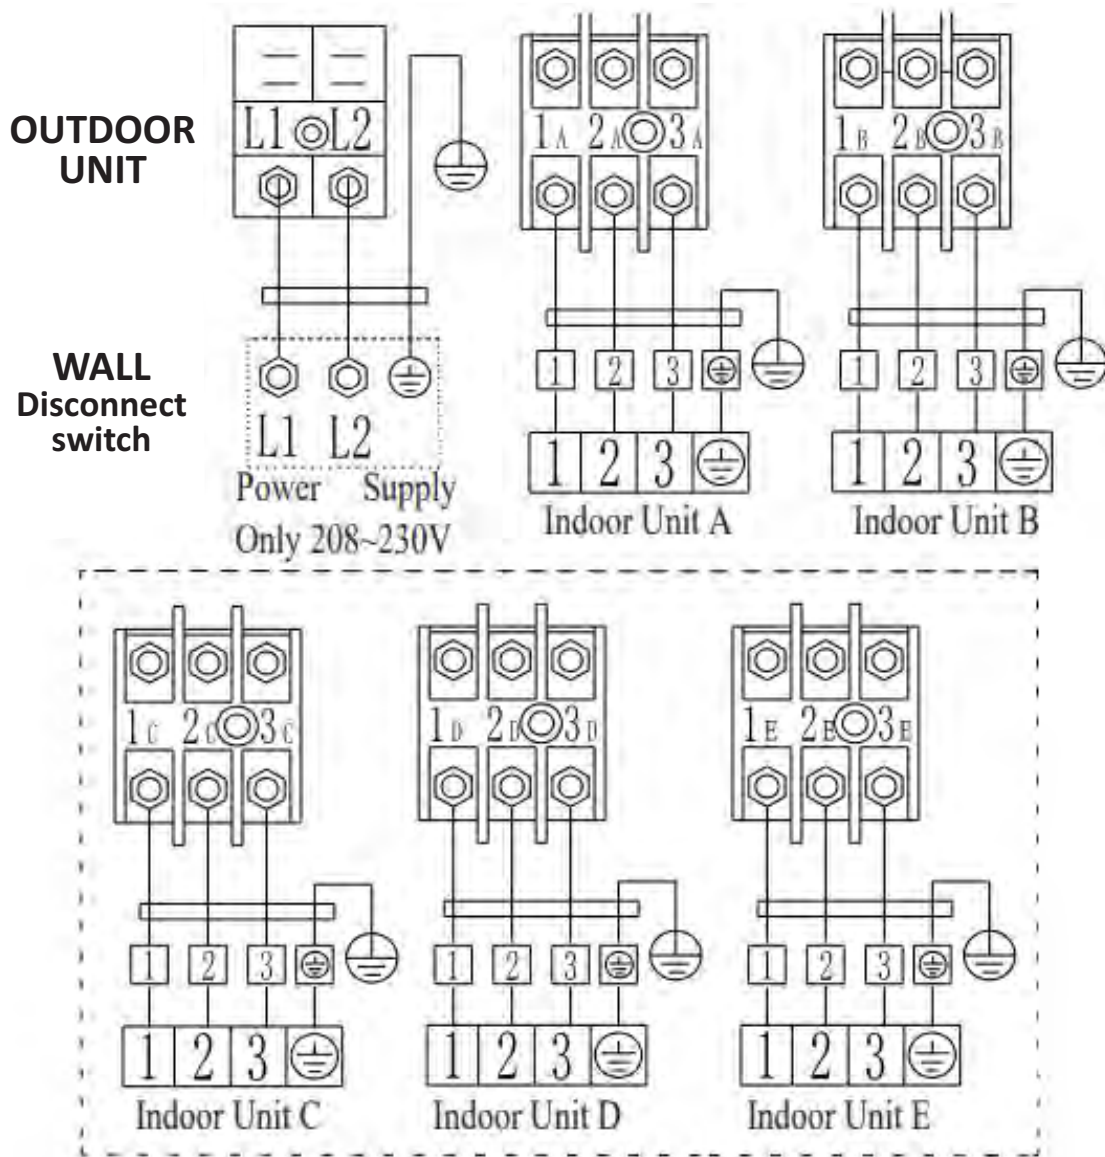 OUTDOOR
UNIT
L1 L2
1A 2A 3A
1B 2B 3B
WALL
Disconnect
switch
L1 L2
Power Supply
Only 208~230V
1 2 3
1 2 3
Indoor Unit A
1 2 3
1 2 3
Indoor Unit B
1C 2C 3C
1D 2D 3D
1E 2E 3E
1 2 3
1 2 3
Indoor Unit C
1 2 3
1 2 3
Indoor Unit D
1 2 3
1 2 3
Indoor Unit E